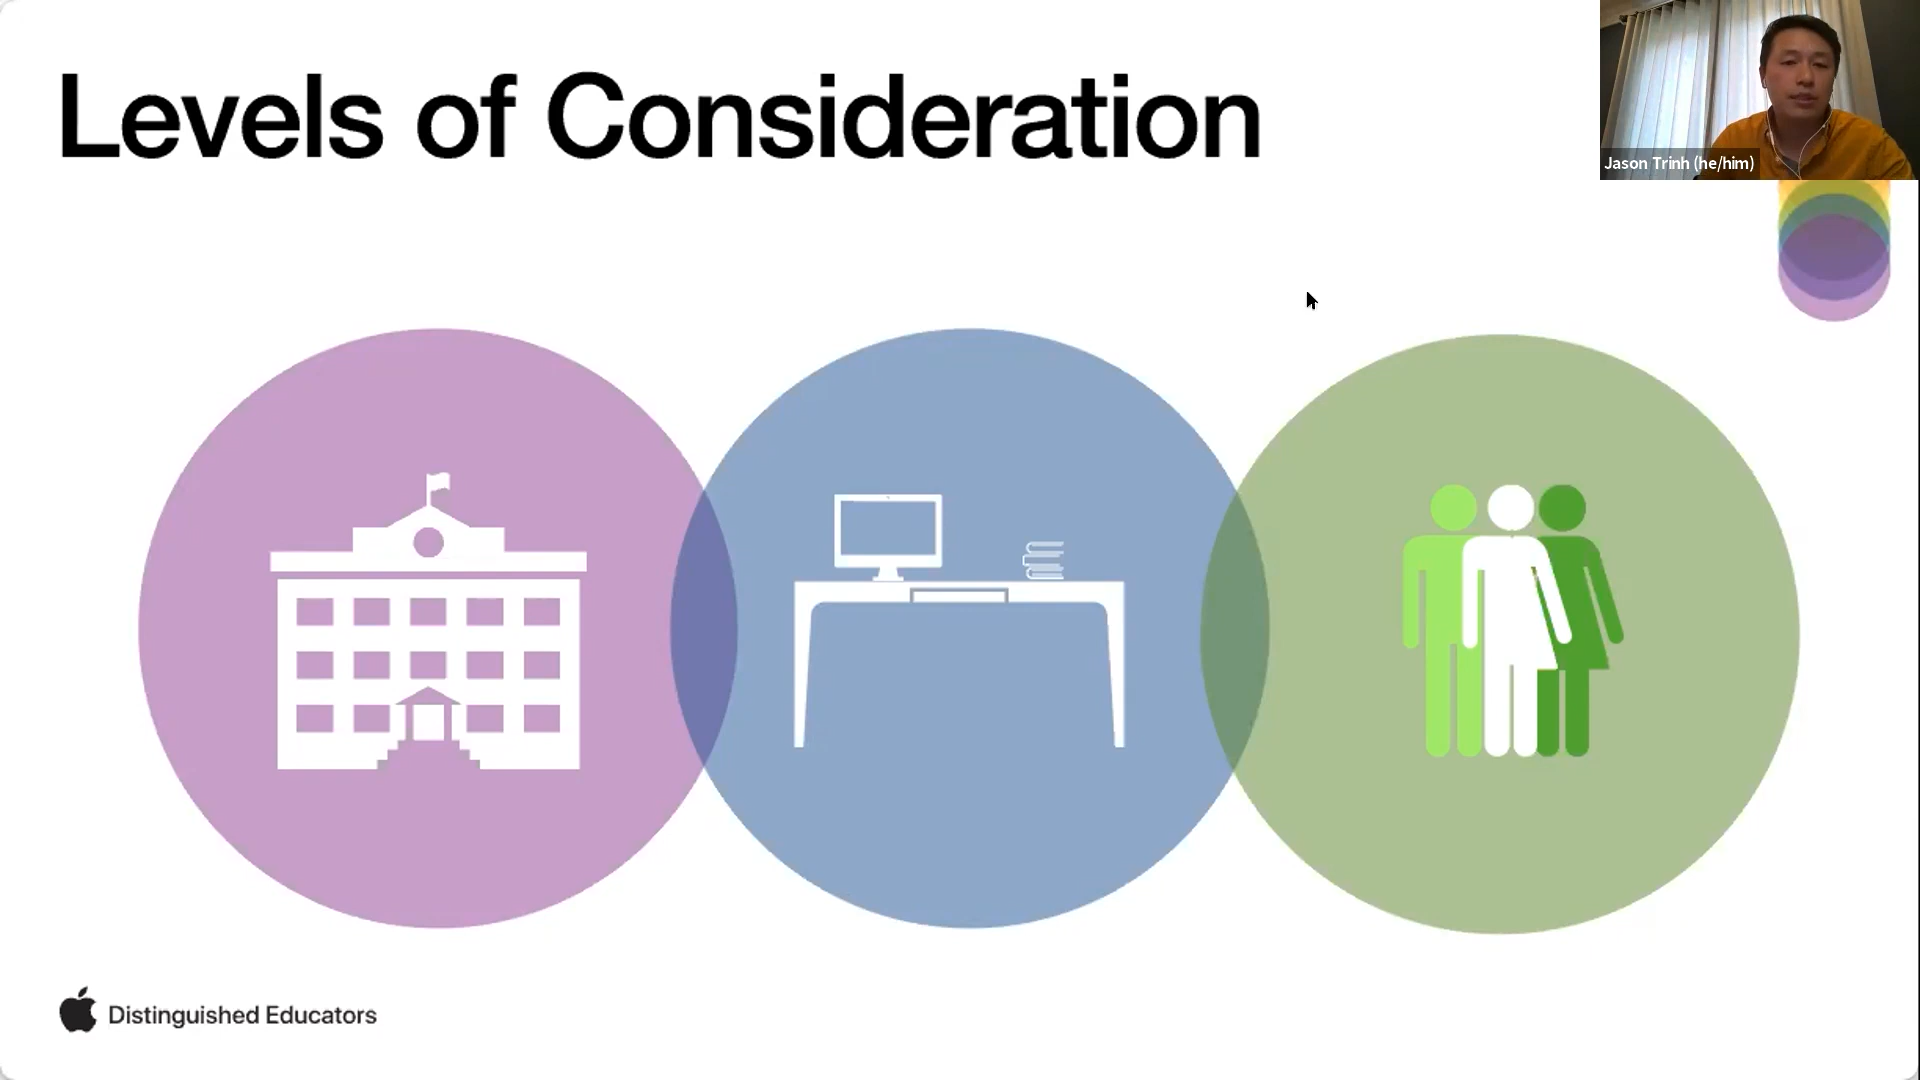 Levels of Consideration
Jason Trinh (he/him)
Distinguished Educators